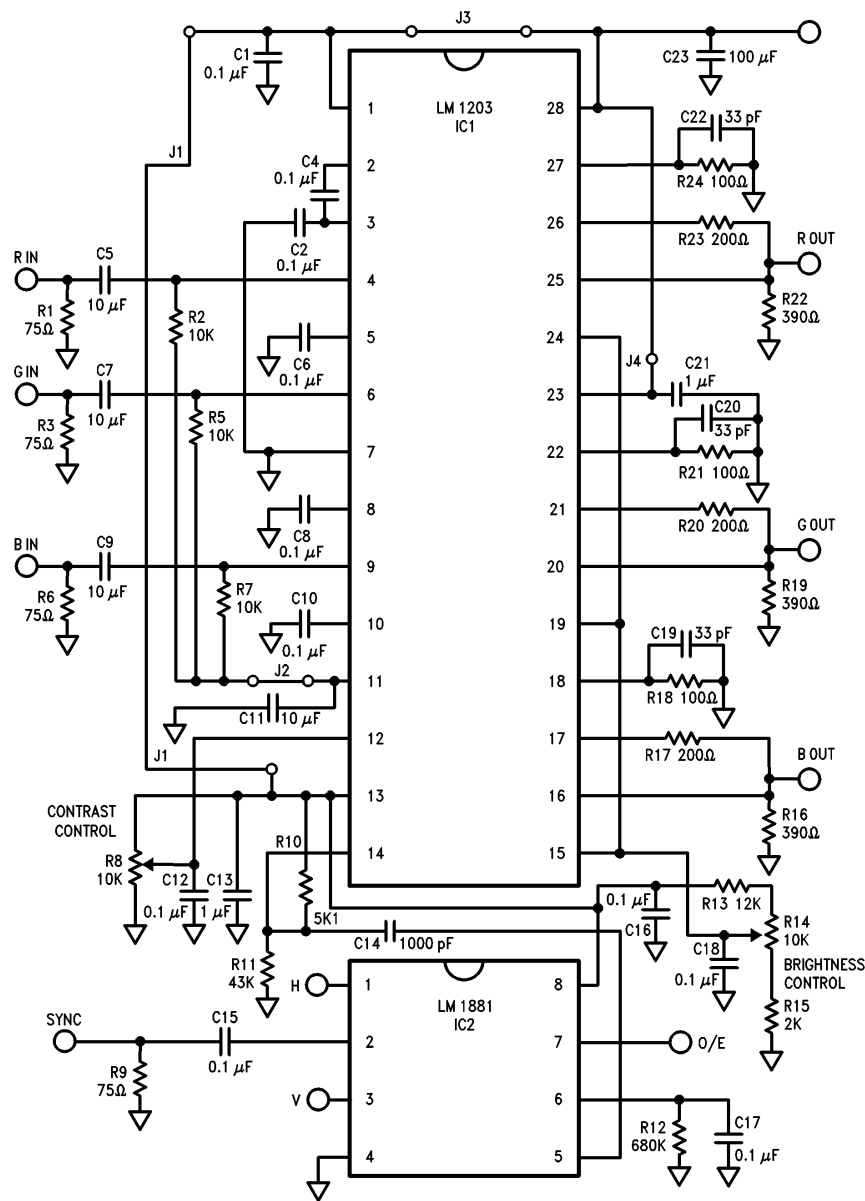 J3
C1
0.1 μF
C23
100 μF
LM 1203
IC1
1
28
C22
33 pF
J1
C4
0.1 μF
2
27
R24 100Ω
C2
0.1 μF
3
26
R23 200Ω
R IN
C5
10 μF
R1
75Ω
R2
10K
4
25
R OUT
R22
390Ω
C6
0.1 μF
5
24
J4
C21
1 μF
G IN
C7
10 μF
R3
75Ω
R5
10K
6
23
C20
33 pF
7
22
R21 100Ω
C8
0.1 μF
8
21
R20 200Ω
G OUT
B IN
C9
10 μF
R6
75Ω
R7
10K
9
20
R19
390Ω
C10
0.1 μF
10
19
C19
33 pF
J2
11
18
R18 100Ω
C11
10 μF
12
17
R17 200Ω
B OUT
J1
13
16
R16
390Ω
CONTRAST
CONTROL
R8
10K
R10
5K1
14
15
C12
0.1 μF
C13
1 μF
0.1 μF
C16
R13 12K
R14
10K
BRIGHTNESS
CONTROL
C14
1000 pF
R11
43K
C18
0.1 μF
R15
2K
H
1
LM 1881
IC2
8
SYNC
C15
0.1 μF
2
7
O/E
R9
75Ω
V
3
6
R12
680K
C17
0.1 μF
4
5